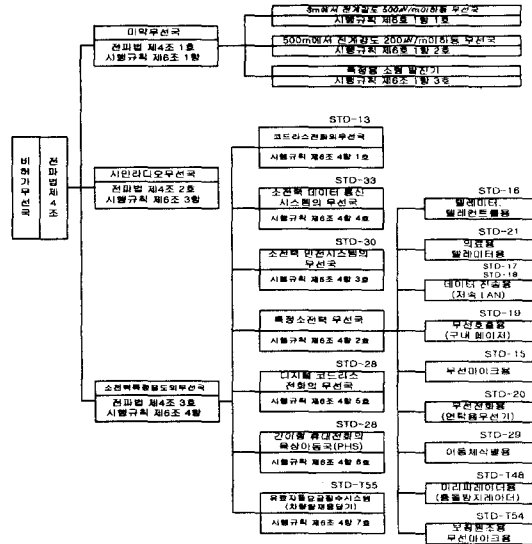 비허가무선국
전파법제4조
미약무선국
전파법 제4조 1호
시행규칙 제6조 1항
3m에서 전계강도 500㎶/m이하등 무선국
시행규칙 제6호 1항 1호
500m에서 전계강도 200㎶/m이하등 무선국
시행규칙 제6호 1항 2호
특정용 소형 발진기
시행규칙 제6호 1항 3호
시민라디오무선국
전파법 제4조 2호
시행규칙 제6조 3항
소전력특정용도의무선국
전파법 제4조 3호
시행규칙 제6조 4항
STD-13
코드리스전화의무선국
시행규칙 제6조 4항 1호
STD-33
소전력 데이터 통신
시스템의 무선국
시행규칙 제6조 4항 4호
STD-30
소전력 안전시스템의
무선국
시행규칙 제6조 4항 3호
특정소전력 무선국
시행규칙 제6조 4항 2호
STD-28
디지털 코드리스
전화의 무선국
시행규칙 제6조 4항 5호
STD-28
간이형 휴대전화의
육상이동국(PHS)
시행규칙 제6조 4항 6호
STD-T55
유료자동요금징수시스템
(차량탑재응답기)
시행규칙 제6조 4항 7호
STD-16
텔레미터,
텔레컨트롤용
STD-21
의료용
텔레미터용
STD-17
STD-18
데이터 전송용
(저속 LAN)
STD-19
무선호출용
(구내 페이저)
STD-15
무선마이크용
STD-20
무선전화용
(연락용무선기)
STD-29
이동체식별용
STD-T48
미리파레이더용
(충돌방지레이더)
STD-T54
보청원조용
무선마이크용